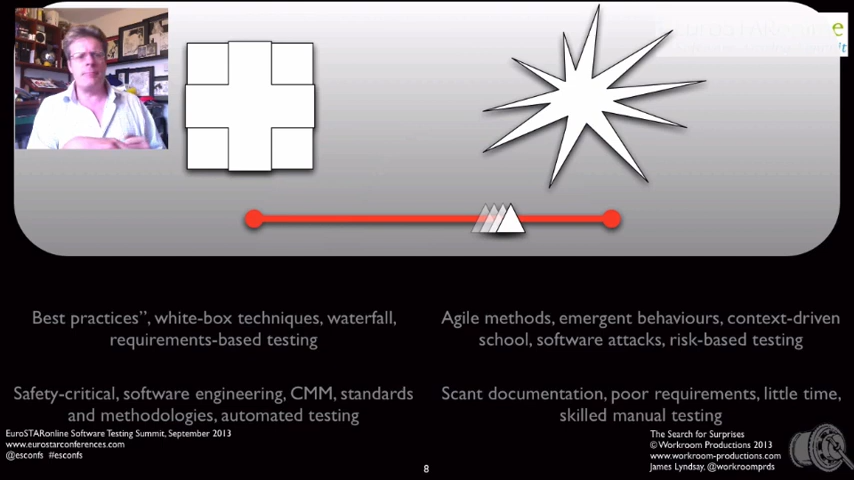 Best practices”, white-box techniques, waterfall,
requirements-based testing
Agile methods, emergent behaviours, context-driven
school, software attacks, risk-based testing
Safety-critical, software engineering, CMM, standards
and methodologies, automated testing
Scant documentation, poor requirements, little time,
skilled manual testing
EuroSTARonline Software Testing Summit, September 2013
www.eurostarconferences.com
@esconfs #esconfs
8
The Search for Surprises
© Workroom Productions 2013
www.workroom-productions.com
James Lyndsay, @workroomprds